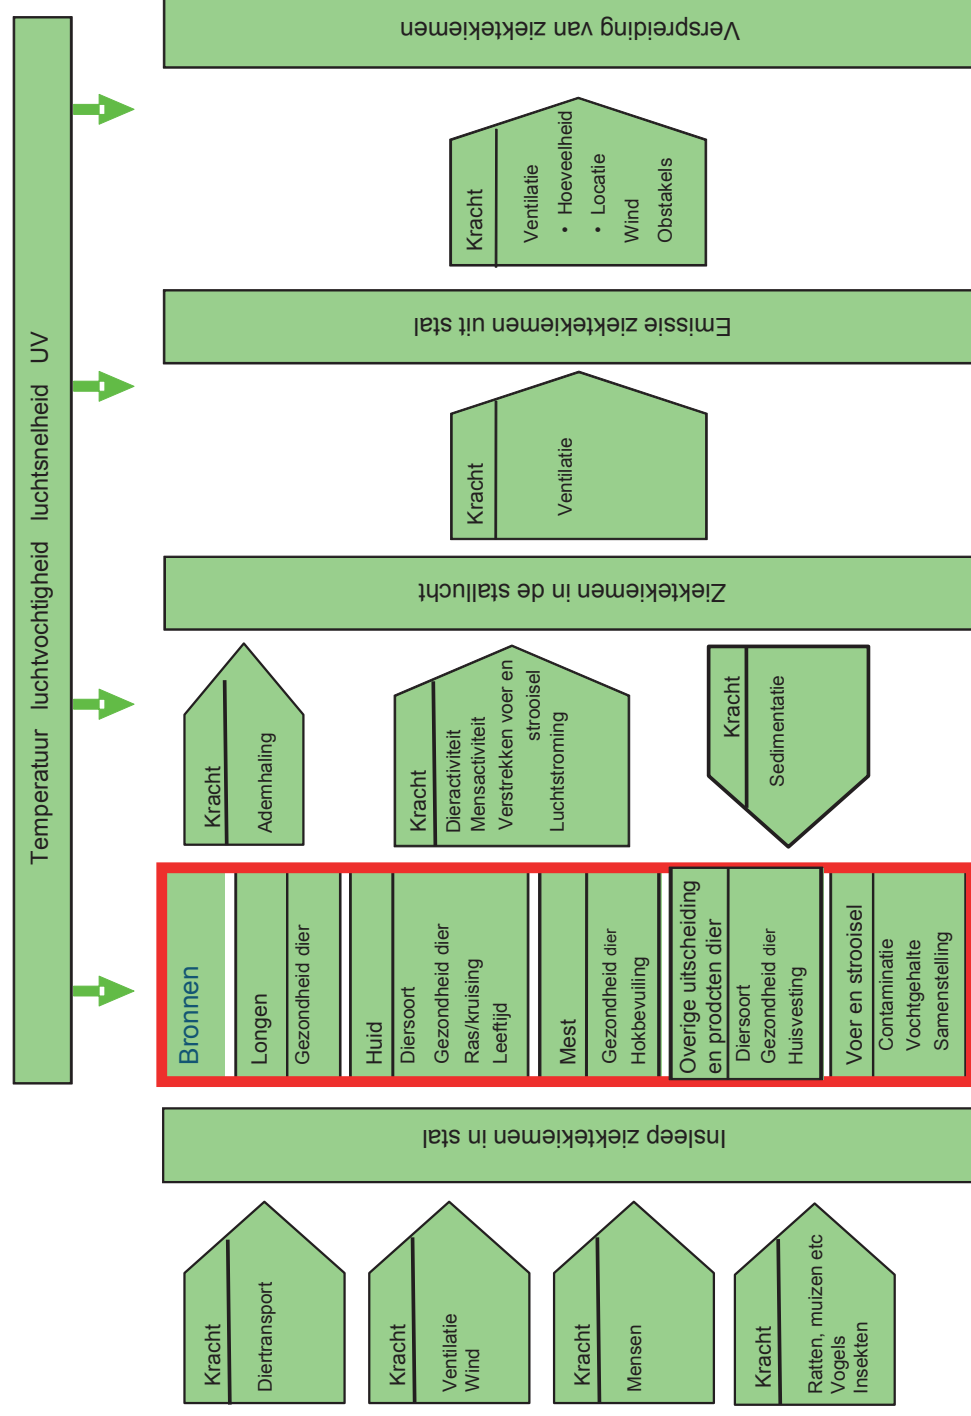 Temperatuur luchtvochtigheid luchtsnelheid UV
Kracht
Diertransport
Kracht
Ventilatie
Wind
Kracht
Mensen
Kracht
Ratten, muizen etc
Vogels
Insekten
Insleep ziektekiemen in stal
Bronnen
Longen
Gezondheid dier
Huid
Diersoort
Gezondheid dier
Ras/kruising
Leeftijd
Mest
Gezondheid dier
Hokbevuiling
Overige uitscheiding
en prodcten dier
Diersoort
Gezondheid dier
Huisvesting
Voer en strooisel
Contaminatie
Vochtgehalte
Samenstelling
Kracht
Ademhaling
Kracht
Dieractiviteit
Mensactiviteit
Verstrekken voer en
strooisel
Luchtstroming
Kracht
Sedimentatie
Ziektekiemen in de stallucht
Kracht
Ventilatie
Emissie ziektekiemen uit stal
Kracht
Ventilatie
• Hoeveelheid
• Locatie
Wind
Obstakels
Verspreiding van ziektekiemen